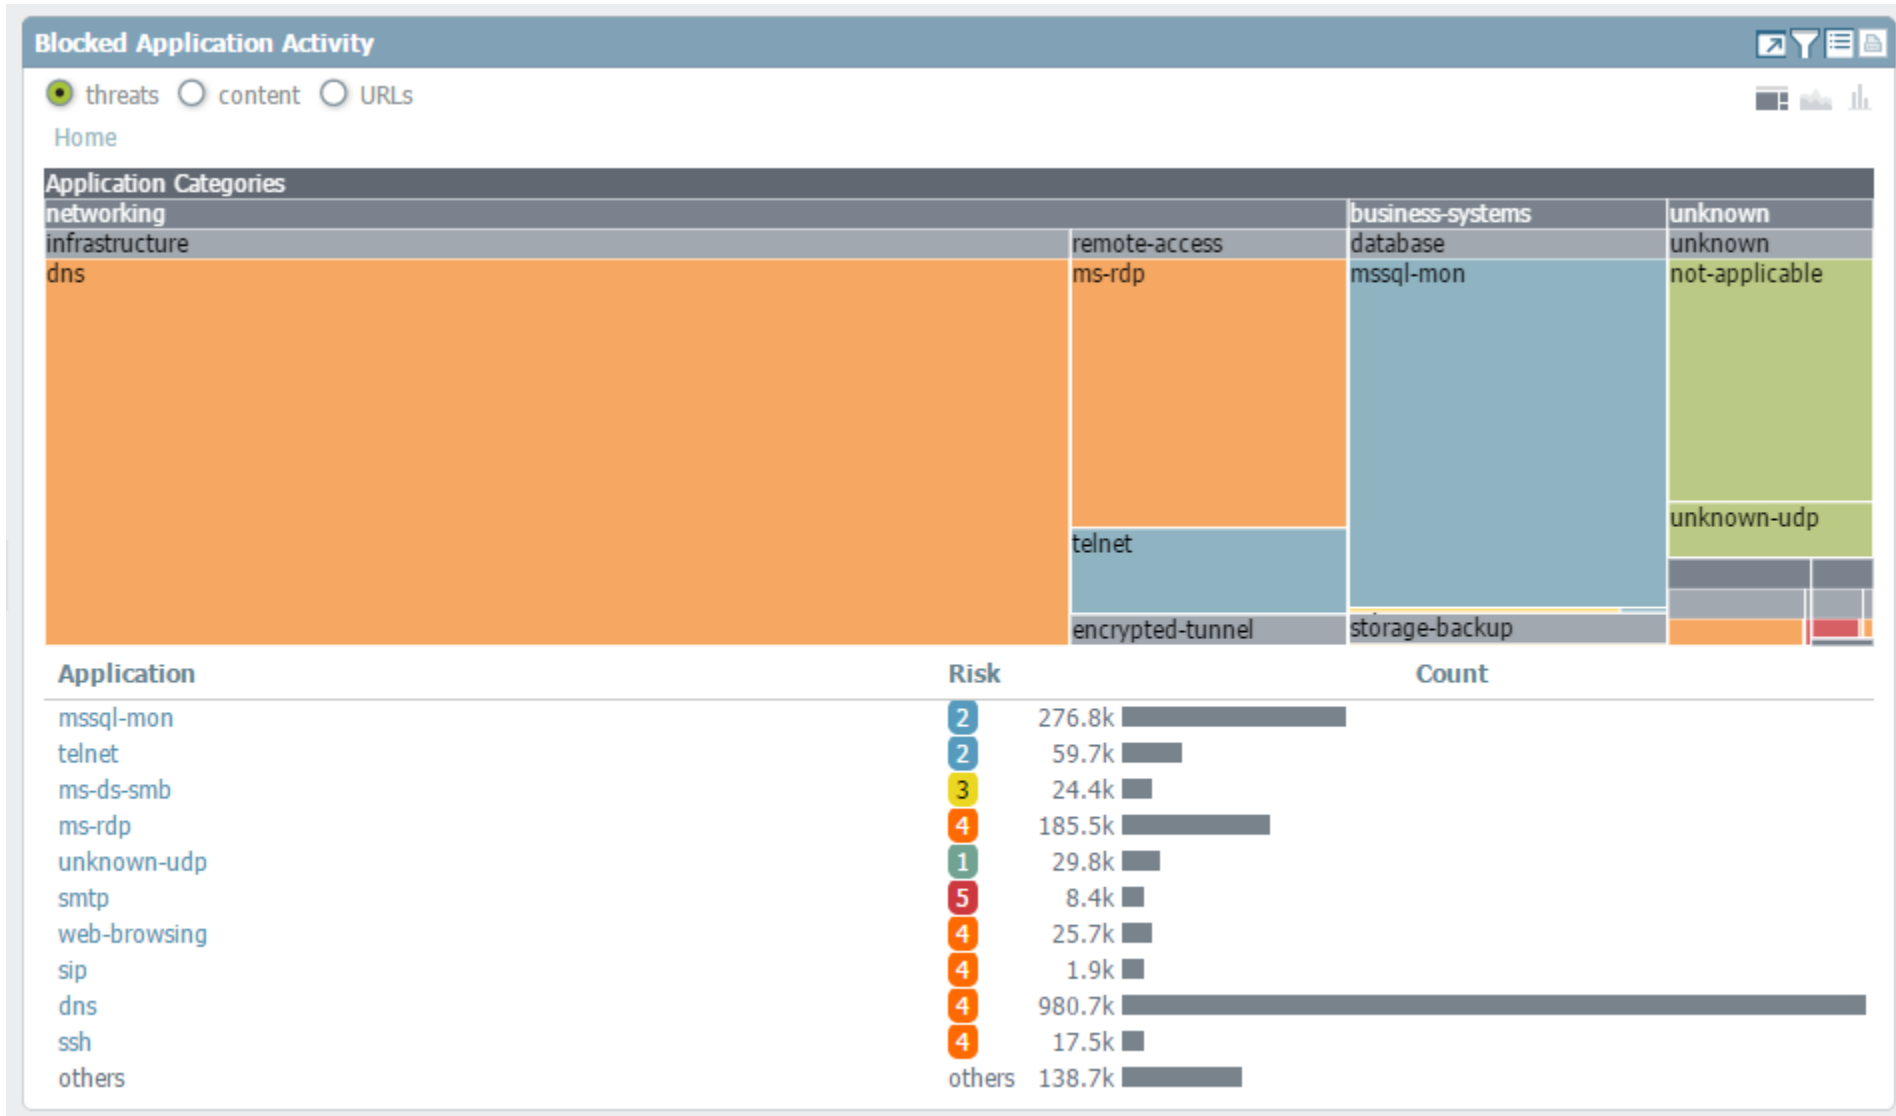 Blocked Application Activity
threats content URLs
Home
Application Categories
networking business-systems unknown
infrastructure remote-access database unknown
dns ms-rdp mssql-mon not-applicable
unknown-udp
telnet
encrypted-tunnel storage-backup
Application Risk Count
mssql-mon 2 276.8k
telnet 2 59.7k
ms-ds-smb 3 24.4k
ms-rdp 4 185.5k
unknown-udp 1 29.8k
smtp 5 8.4k
web-browsing 4 25.7k
sip 4 1.9k
dns 4 980.7k
ssh 4 17.5k
others others 138.7k